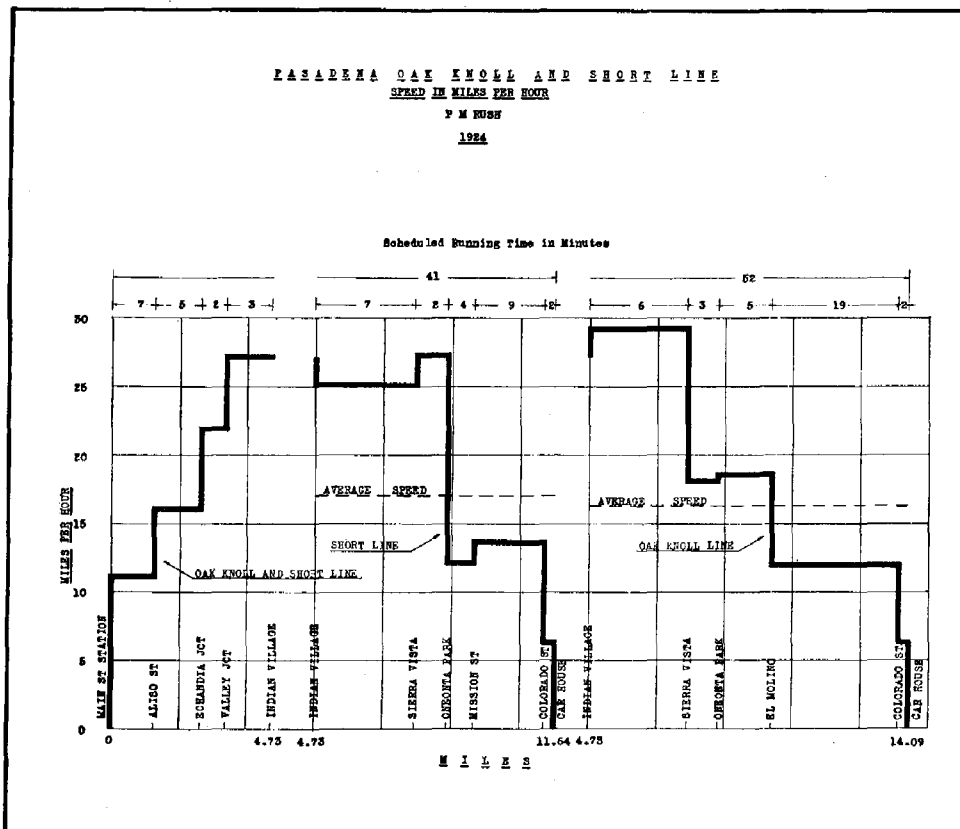 PASADENA OAK KNOLL AND SHORT LINE
SPEED IN MILES PER HOUR
P M RUSH
1924
Scheduled Running Time in Minutes
41 52
7 5 2 3 7 2 4 9 2 6 3 5 19 2
30
25
20
15
10
5
0
MILES PER HOUR
AVERAGE SPEED
AVERAGE SPEED
SHORT LINE
OAK KNOLL LINE
OAK KNOLL AND SHORT LINE
MAIN ST STATION
ALISO ST
ECHANDIA JCT
VALLEY JCT
INDIAN VILLAGE
INDIAN VILLAGE
SIERRA VISTA
ONEONTA PARK
MISSION ST
COLORADO ST
CAR HOUSE
INDIAN VILLAGE
SIERRA VISTA
ONEONTA PARK
EL MOLINO
COLORADO ST
CAR HOUSE
0 4.73 4.73 11.64 4.73 14.09
MILES